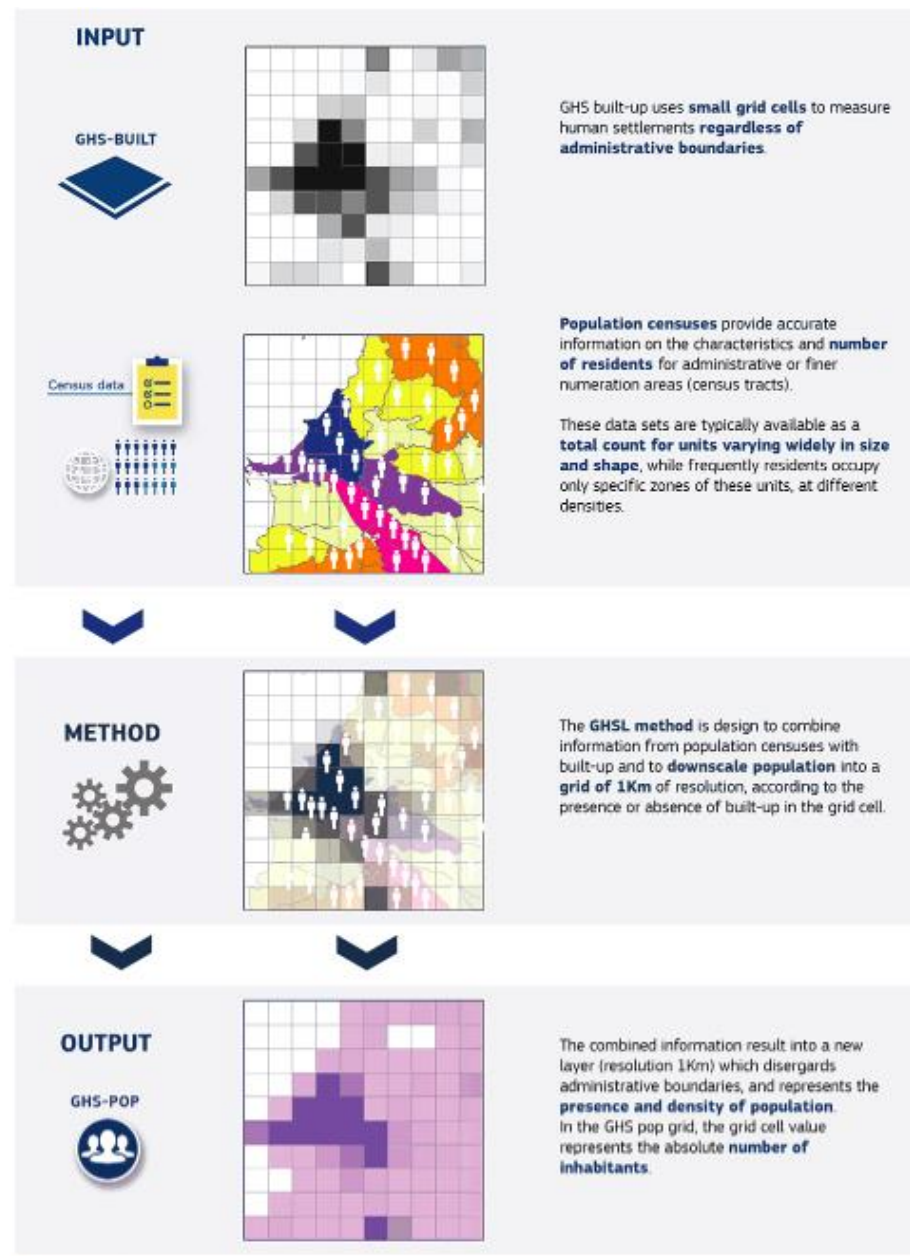 INPUT
GHS-BUILT
GHS built-up uses small grid cells to measure
human settlements regardless of
administrative boundaries.
Census data
Population censuses provide accurate
information on the characteristics and number
of residents for administrative or finer
numeration areas (census tracts).
These data sets are typically available as a
total count for units varying widely in size
and shape, while frequently residents occupy
only specific zones of these units, at different
densities.
METHOD
The GHSL method is design to combine
information from population censuses with
built-up and to downscale population into a
grid of 1Km of resolution, according to the
presence or absence of built-up in the grid cell.
OUTPUT
GHS-POP
The combined information result into a new
layer (resolution 1Km) which disergards
administrative boundaries, and represents the
presence and density of population.
In the GHS pop grid, the grid cell value
represents the absolute number of
inhabitants.